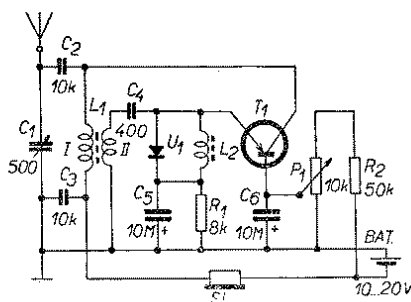 C2
10k
C1
500
L1
I
II
C4
400
U1
L2
T1
C3
10k
C5
10M +
R1
8k
C6
10M +
P1
10k
R2
50k
BAT.
10...20V
Sł.